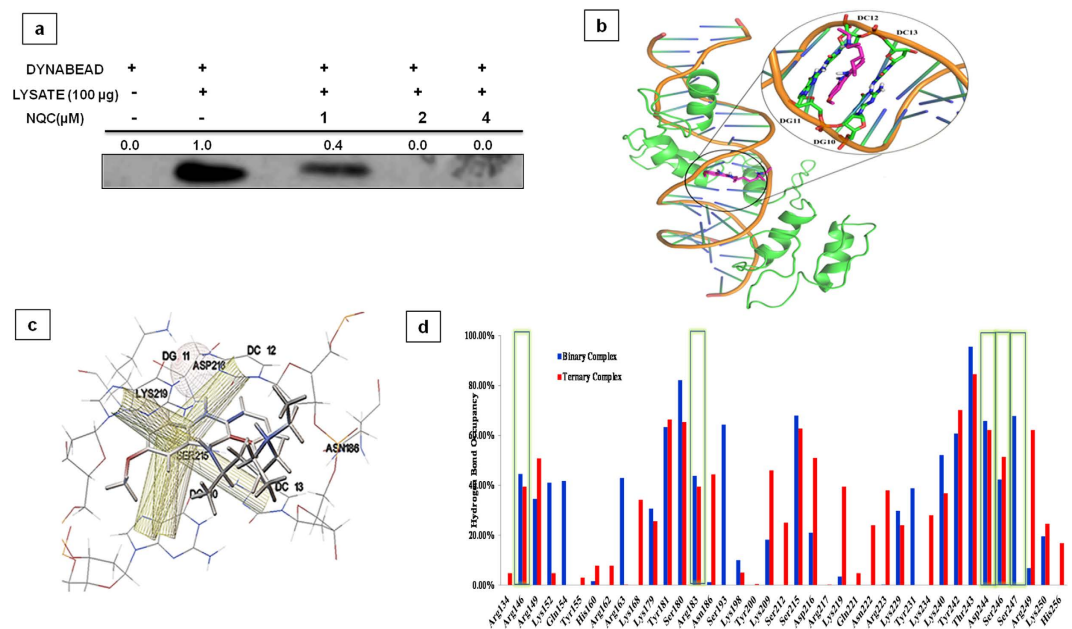 a
DYNABEAD + + + + +
LYSATE (100 µg) - + + + +
NQC(µM) - - 1 2 4
0.0 1.0 0.4 0.0 0.0
b
DC12
DC13
DG11
DG10
c
DG 11
DC 12
ASP216
LYS219
SER215
ASN186
DC 13
d
100.00%
80.00%
60.00%
40.00%
20.00%
0.00%
Hydrogen Bond Occupancy
Binary Complex
Ternary Complex
Arg134
Arg146
Arg149
Lys152
Gln154
Tyr155
His160
Arg162
Arg163
Lys168
Lys179
Tyr181
Ser180
Arg183
Asn186
Ser193
Lys198
Tyr200
Lys209
Ser212
Ser215
Asp216
Arg217
Lys219
Gln221
Asn222
Arg223
Lys229
Tyr231
Lys234
Lys240
Tyr242
Thr243
Asp244
Ser246
Ser247
Arg249
Lys250
His256